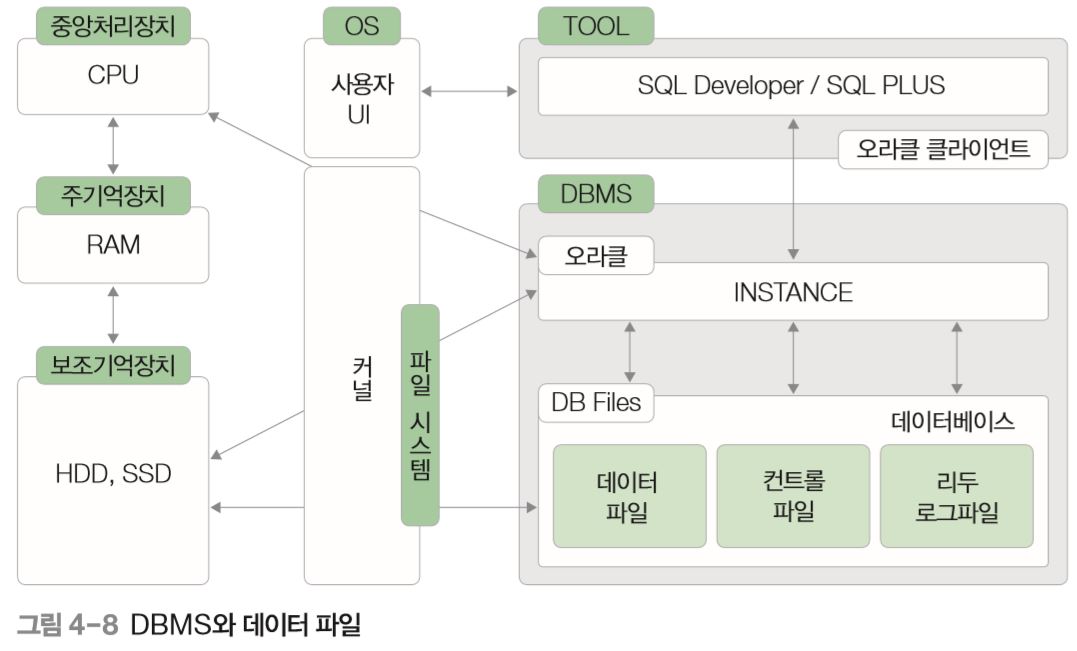 중앙처리장치
CPU
주기억장치
RAM
보조기억장치
HDD, SSD
OS
사용자
UI
커널
파일 시스템
TOOL
SQL Developer / SQL PLUS
오라클 클라이언트
DBMS
오라클
INSTANCE
DB Files
데이터베이스
데이터
파일
컨트롤
파일
리두
로그파일
그림 4-8 DBMS와 데이터 파일